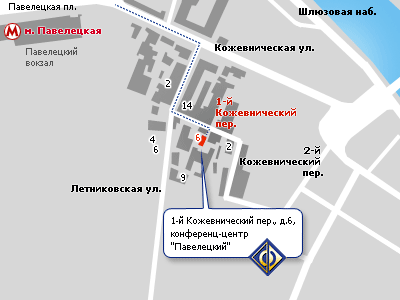 Павелецкая пл.
Шлюзовая наб.
М м. Павелецкая
Павелецкий
вокзал
Кожевническая ул.
2
14
1-й
Кожевнический
пер.
4
6
6
2
2-й
Кожевнический
пер.
9
Летниковская ул.
1-й Кожевнический пер., д.6,
конференц-центр
"Павелецкий"